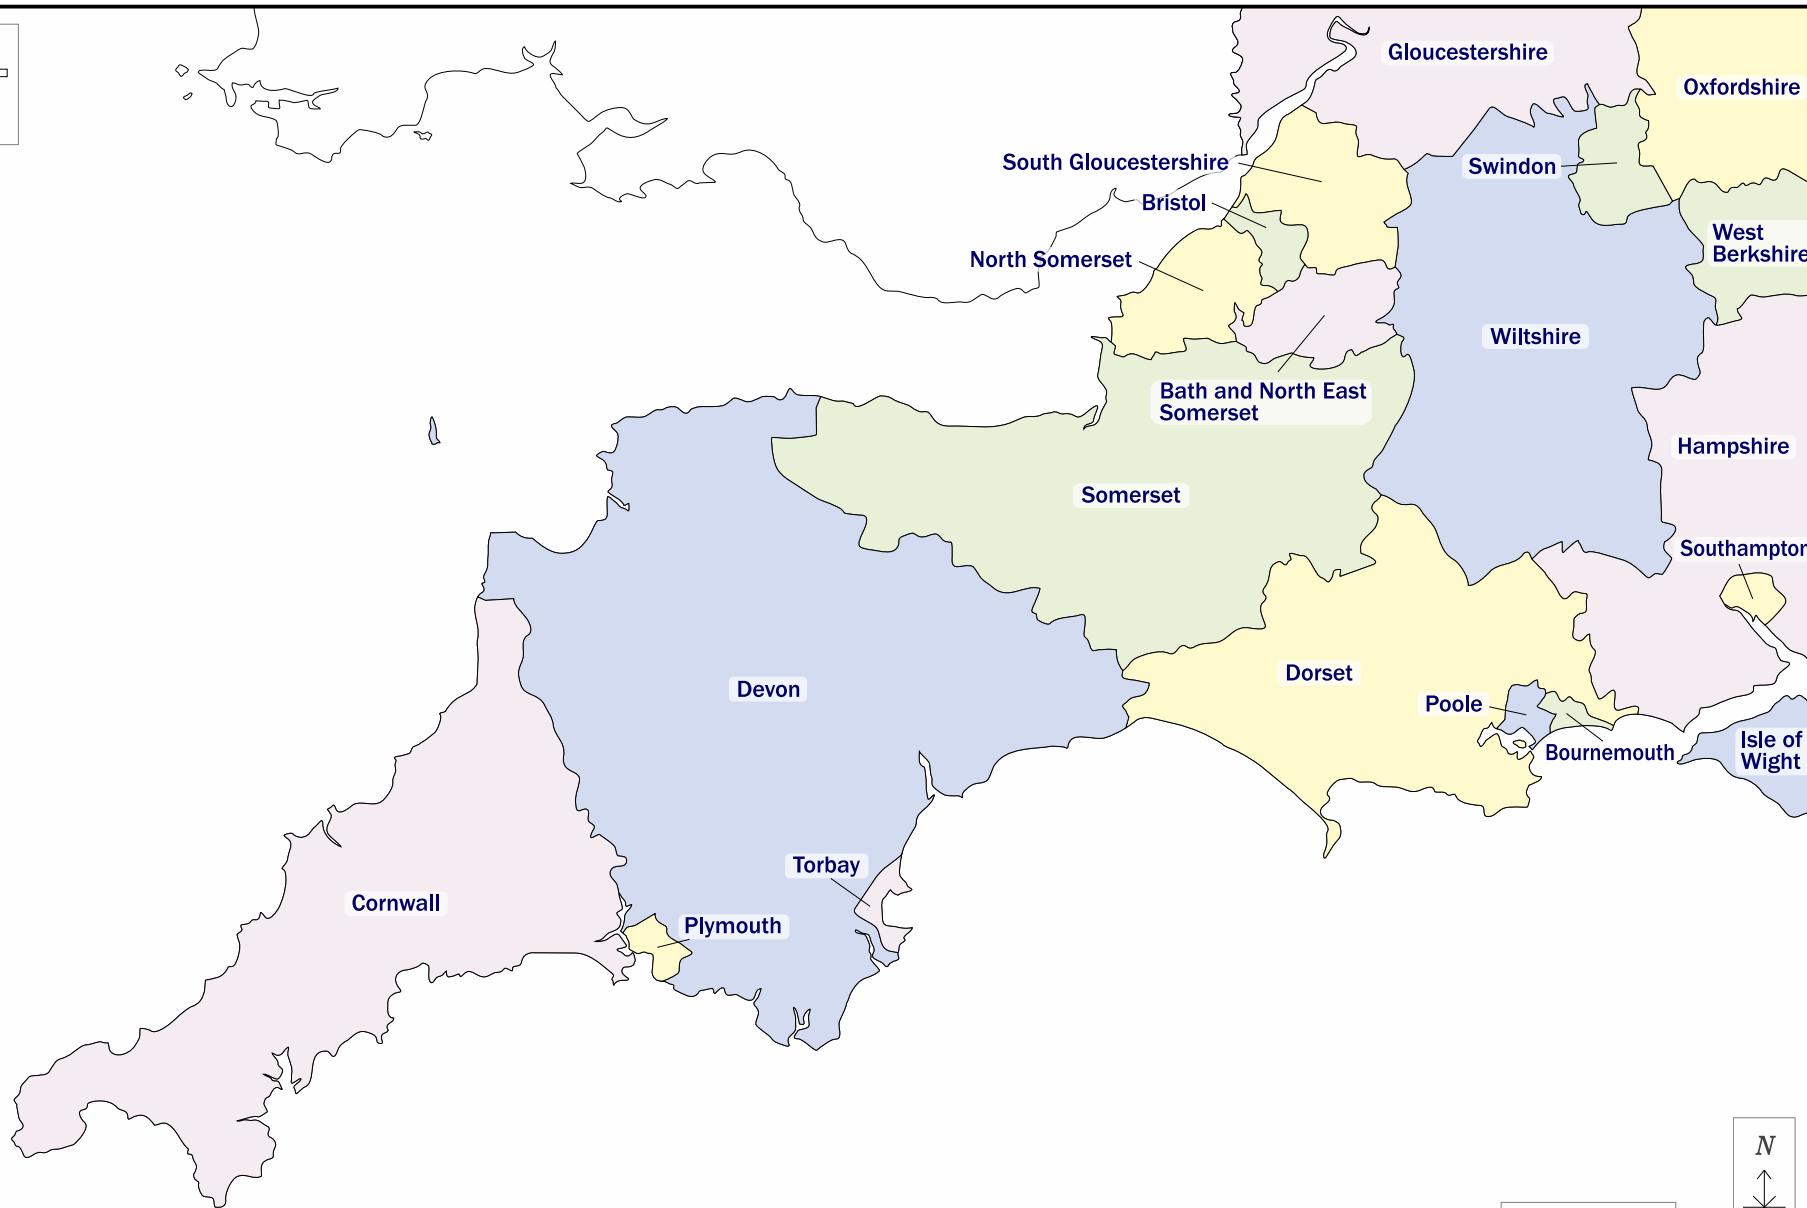 Gloucestershire
Oxfordshire
South Gloucestershire
Swindon
Bristol
West
Berkshire
North Somerset
Wiltshire
Bath and North East
Somerset
Hampshire
Somerset
Southampton
Dorset
Devon
Poole
Isle of
Wight
Bournemouth
Torbay
Cornwall
Plymouth
N